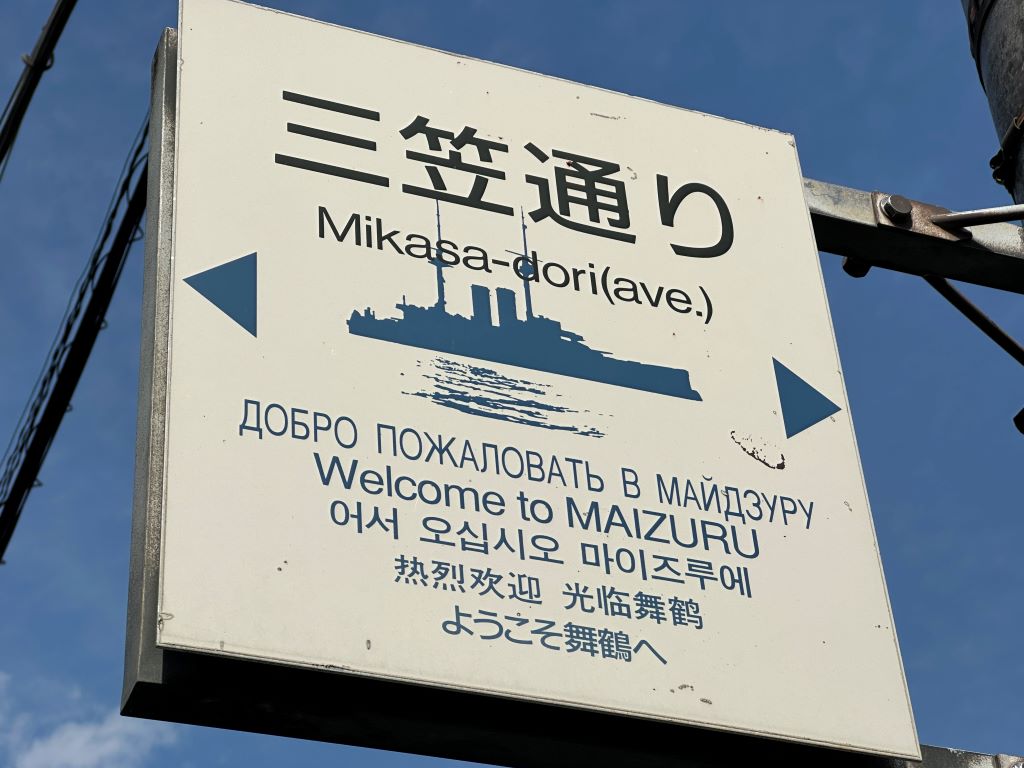 三笠通り
Mikasa-dori(ave.)
ДОБРО ПОЖАЛОВАТЬ В МАЙДЗУРУ
Welcome to MAIZURU
어서 오십시오 마이즈루에
热烈欢迎 光临舞鹤
ようこそ舞鶴へ